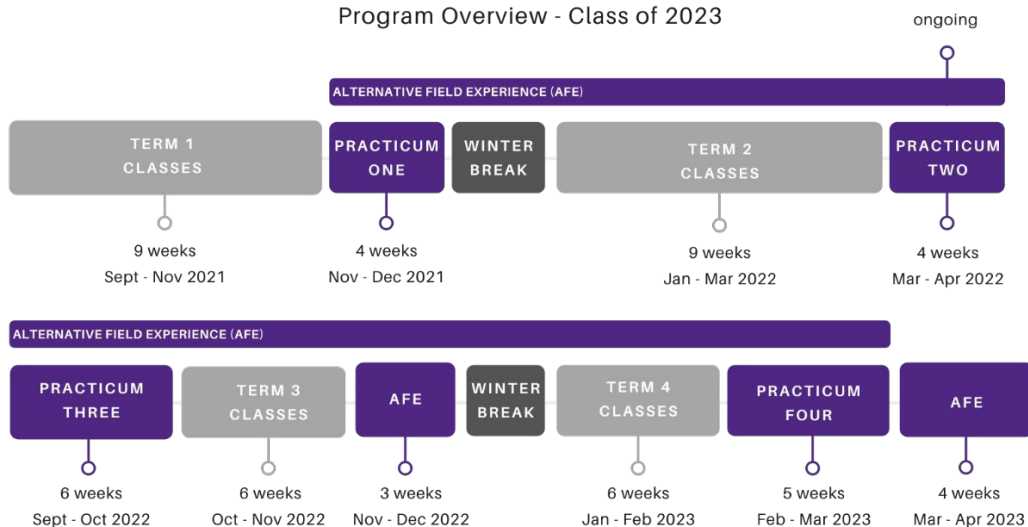 Program Overview - Class of 2023
ongoing
ALTERNATIVE FIELD EXPERIENCE (AFE)
TERM 1
CLASSES
PRACTICUM
ONE
WINTER
BREAK
TERM 2
CLASSES
PRACTICUM
TWO
9 weeks
Sept - Nov 2021
4 weeks
Nov - Dec 2021
9 weeks
Jan - Mar 2022
4 weeks
Mar - Apr 2022
ALTERNATIVE FIELD EXPERIENCE (AFE)
PRACTICUM
THREE
TERM 3
CLASSES
AFE
WINTER
BREAK
TERM 4
CLASSES
PRACTICUM
FOUR
AFE
6 weeks
Sept - Oct 2022
6 weeks
Oct - Nov 2022
3 weeks
Nov - Dec 2022
6 weeks
Jan - Feb 2023
5 weeks
Feb - Mar 2023
4 weeks
Mar - Apr 2023